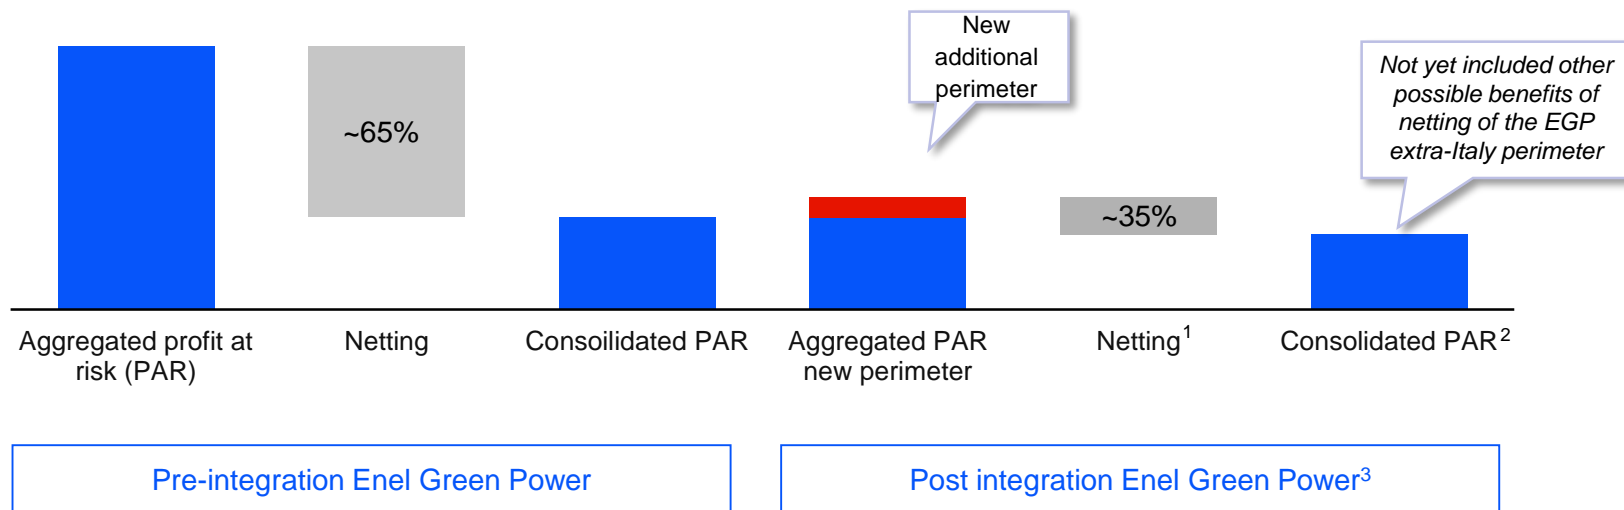 New
additional
perimeter
Not yet included other
possible benefits of
netting of the EGP
extra-Italy perimeter
~65%
~35%
Aggregated profit at
risk (PAR)
Netting
Consoilidated PAR
Aggregated PAR
new perimeter
Netting1
Consolidated PAR2
Pre-integration Enel Green Power
Post integration Enel Green Power3